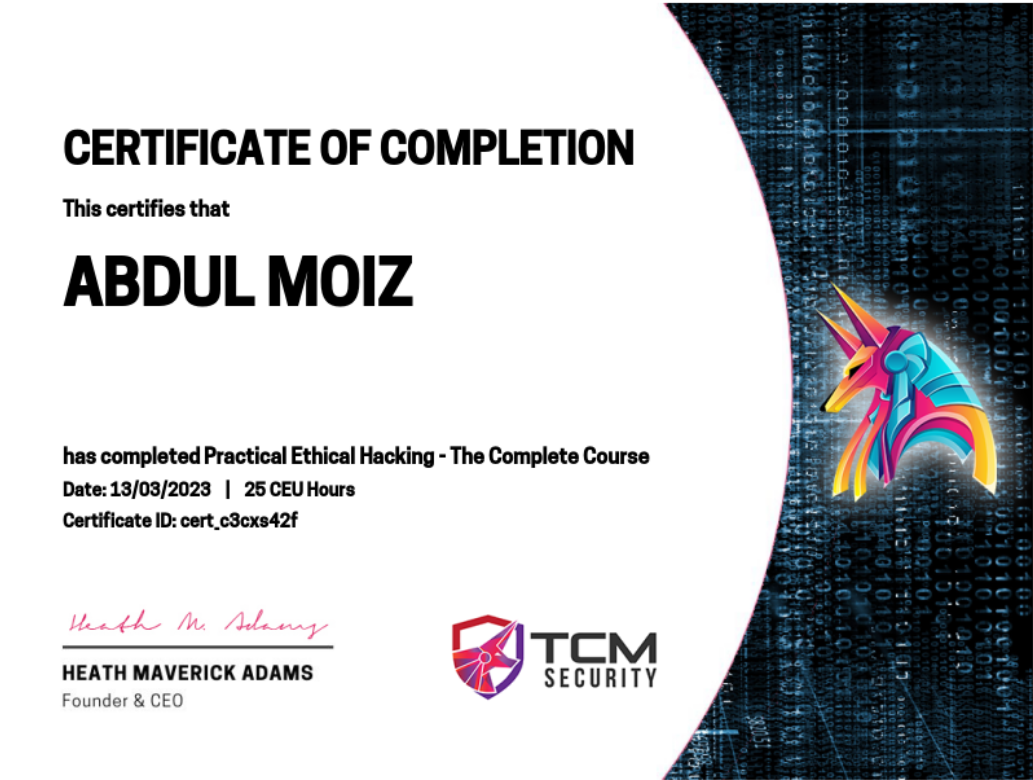 CERTIFICATE OF COMPLETION
This certifies that
ABDUL MOIZ
has completed Practical Ethical Hacking - The Complete Course
Date: 13/03/2023 | 25 CEU Hours
Certificate ID: cert_c3cxs42f
Heath M. Adams
HEATH MAVERICK ADAMS
Founder & CEO
TCM
SECURITY